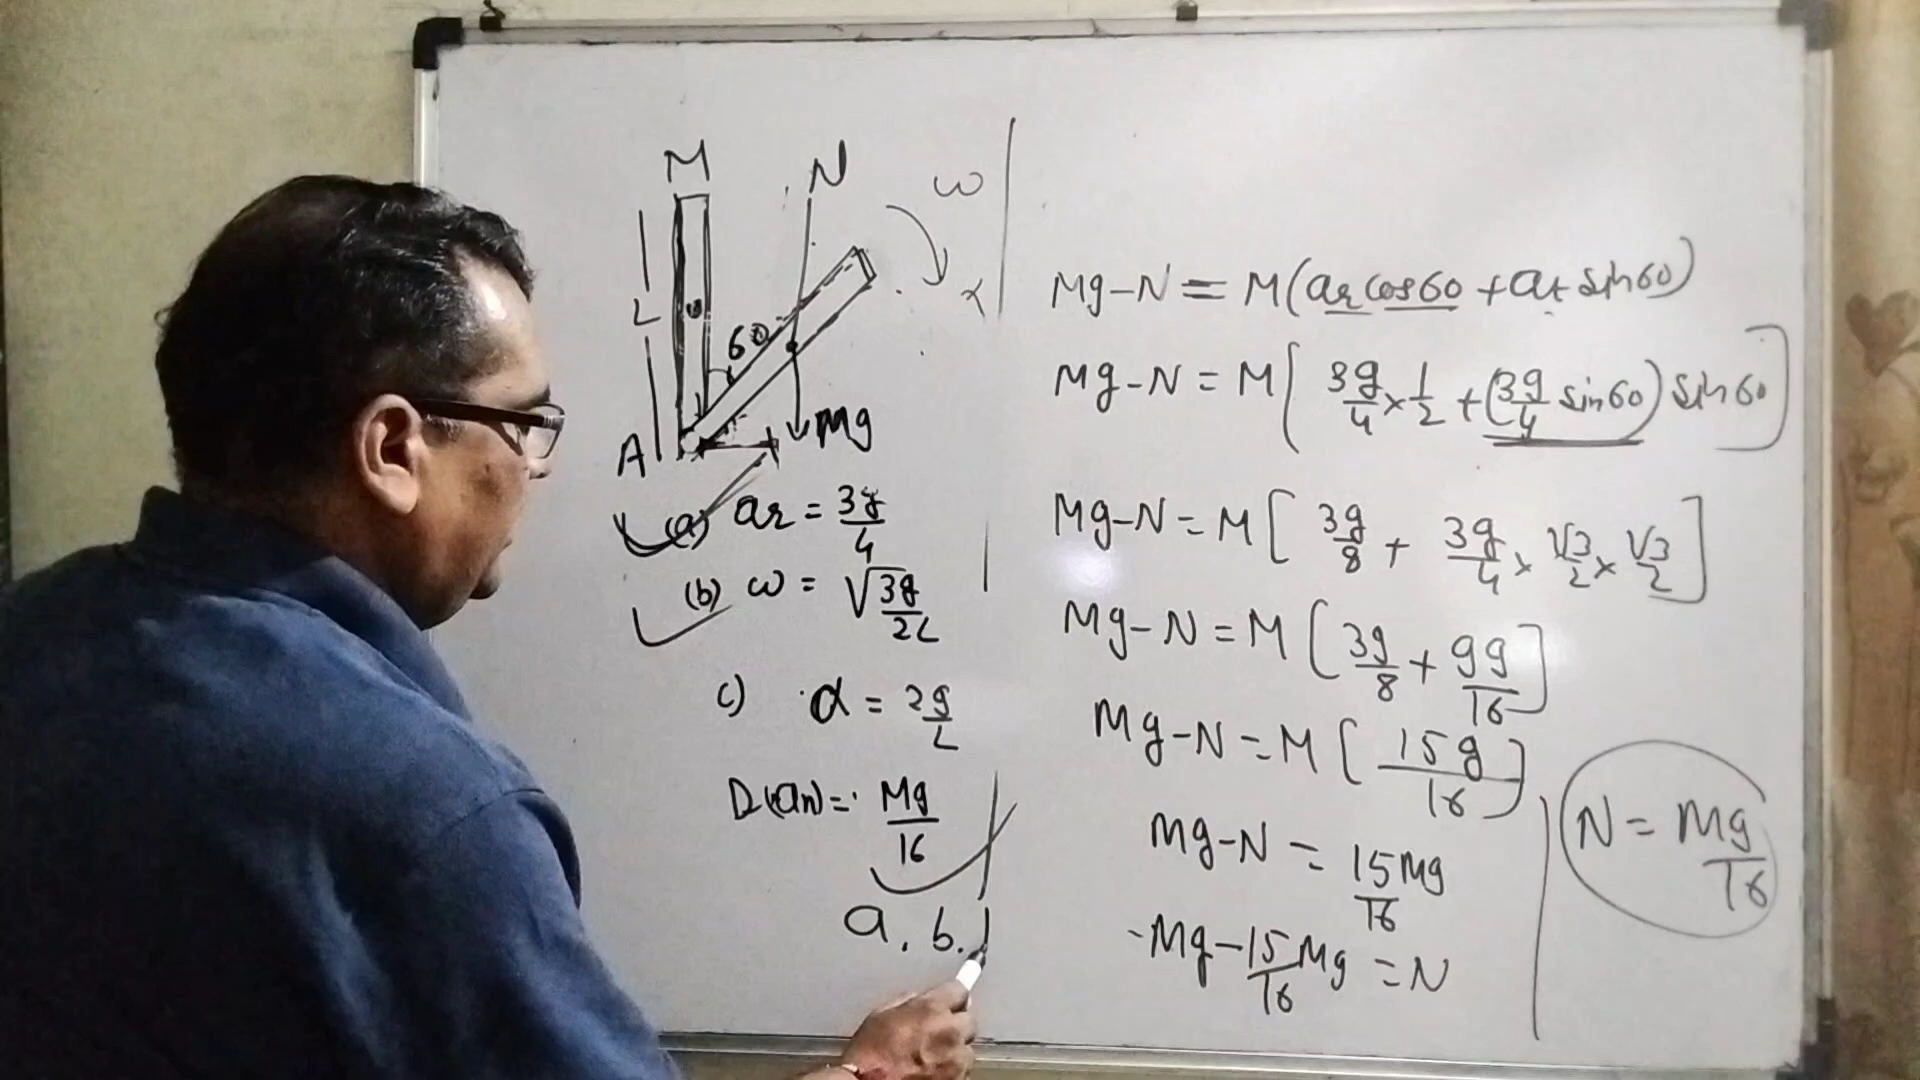 M
N
ω
L
60
α
A
Mg
(a) ar = 3g/4
(b) ω = √3g/2L
c) α = 2g/L
D (an) = Mg/16
a, b,
Mg-N = M(ar cos60 + at sin60)
Mg-N = M[3g/4 × 1/2 + (3g/4 sin60) sin60]
Mg-N = M[3g/8 + 3g/4 × √3/2 × √3/2]
Mg-N = M[3g/8 + 9g/16]
Mg-N = M[15g/16]
Mg-N = 15Mg/16
Mg-15/16 Mg = N
N = Mg/16